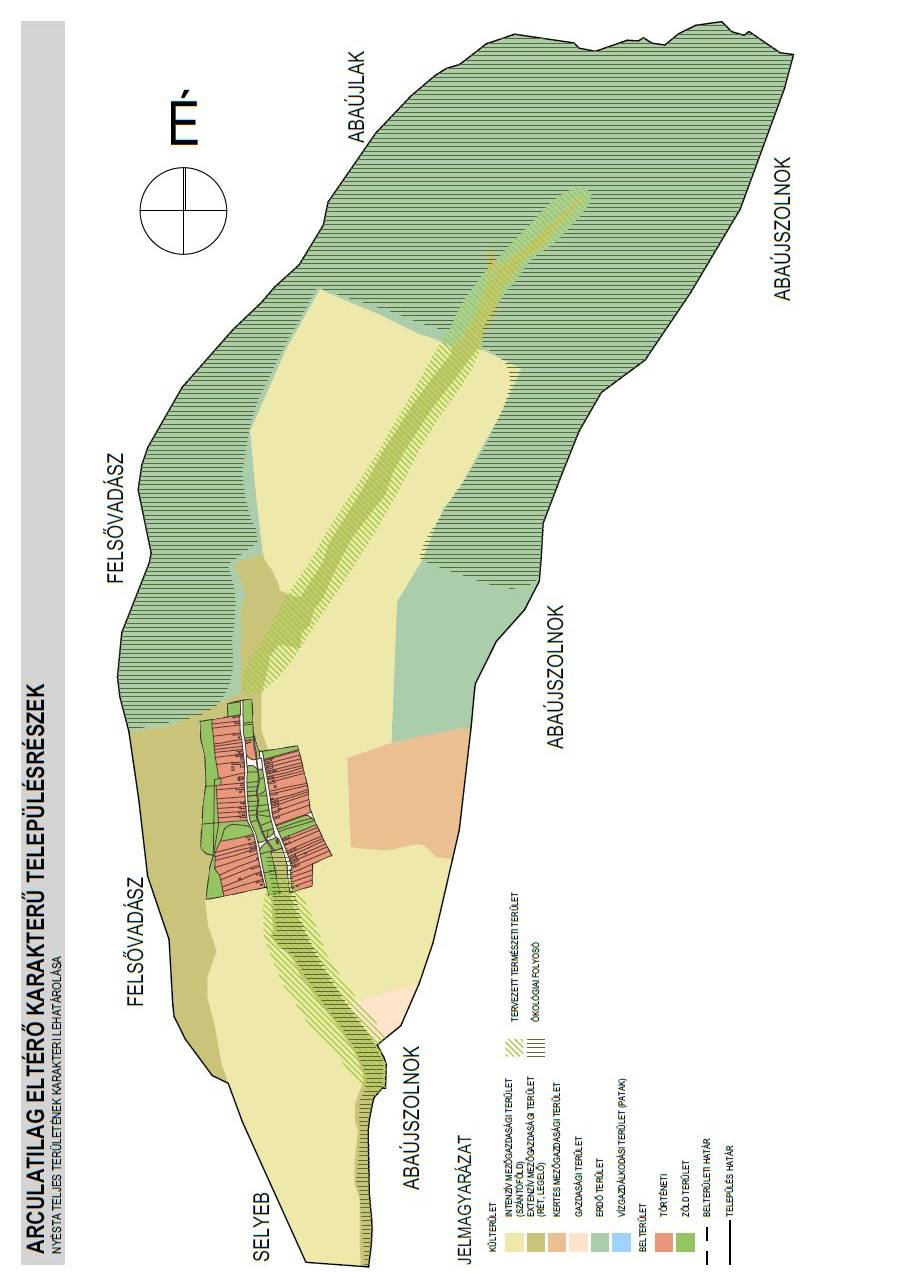 ARCULATILAG ELTÉRŐ KARAKTERŰ TELEPÜLÉSRÉSZEK
NYÉSTA TELJES TERÜLETÉNEK KARAKTERI LEHATÁROLÁSA
É
SELYEB
FELSŐVADÁSZ
FELSŐVADÁSZ
ABAÚJLAK
ABAÚJSZOLNOK
ABAÚJSZOLNOK
ABAÚJSZOLNOK
JELMAGYARÁZAT
KÜLTERÜLET
INTENZÍV MEZŐGAZDASÁGI TERÜLET
(SZÁNTÓFÖLD)
EXTENZÍV MEZŐGAZDASÁGI TERÜLET
(RÉT, LEGELŐ)
KERTES MEZŐGAZDASÁGI TERÜLET
GAZDASÁGI TERÜLET
ERDŐ TERÜLET
VÍZGAZDÁLKODÁSI TERÜLET (PATAK)
BELTERÜLET
TÖRTÉNETI
ZÖLD TERÜLET
BELTERÜLETI HATÁR
TELEPÜLÉS HATÁR
TERVEZETT TERMÉSZETI TERÜLET
ÖKOLÓGIAI FOLYOSÓ